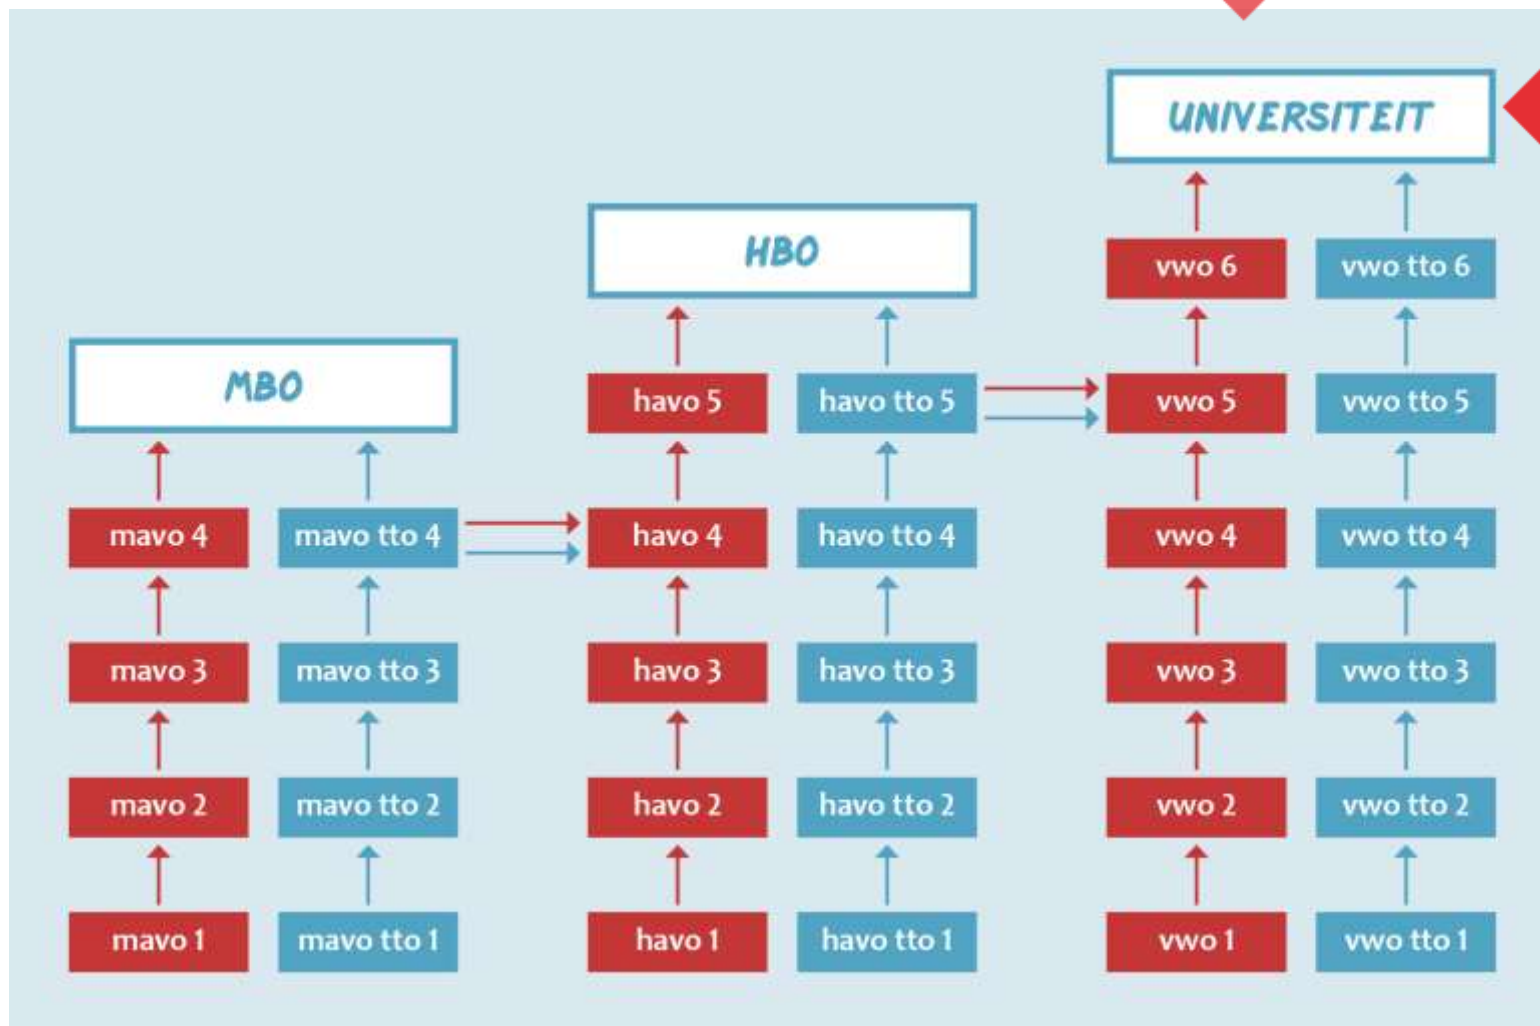 UNIVERSITEIT
HBO
vwo 6
vwo tto 6
MBO
havo 5
havo tto 5
vwo 5
vwo tto 5
mavo 4
mavo tto 4
havo 4
havo tto 4
vwo 4
vwo tto 4
mavo 3
mavo tto 3
havo 3
havo tto 3
vwo 3
vwo tto 3
mavo 2
mavo tto 2
havo 2
havo tto 2
vwo 2
vwo tto 2
mavo 1
mavo tto 1
havo 1
havo tto 1
vwo 1
vwo tto 1